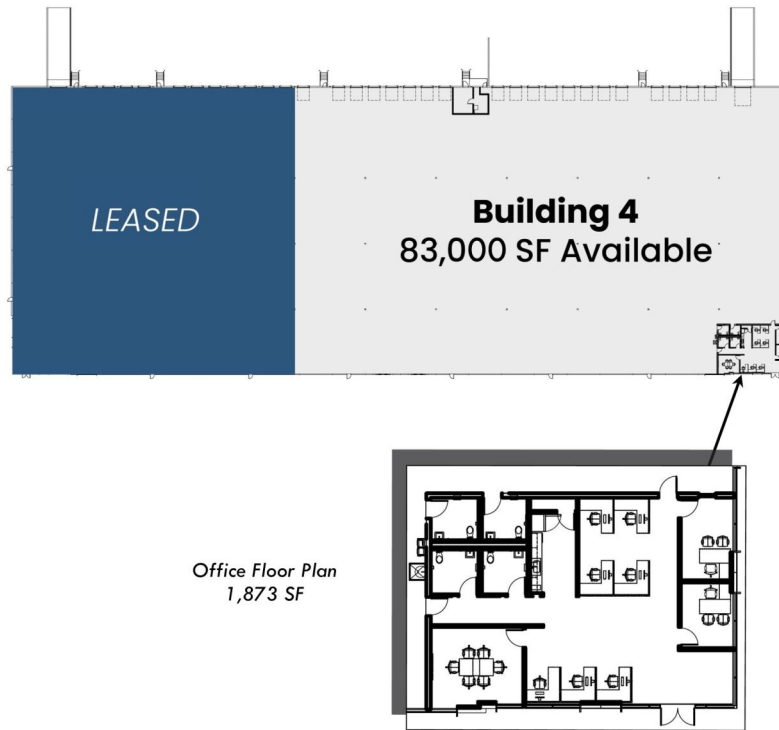 LEASED
Building 4
83,000 SF Available
Office Floor Plan
1,873 SF